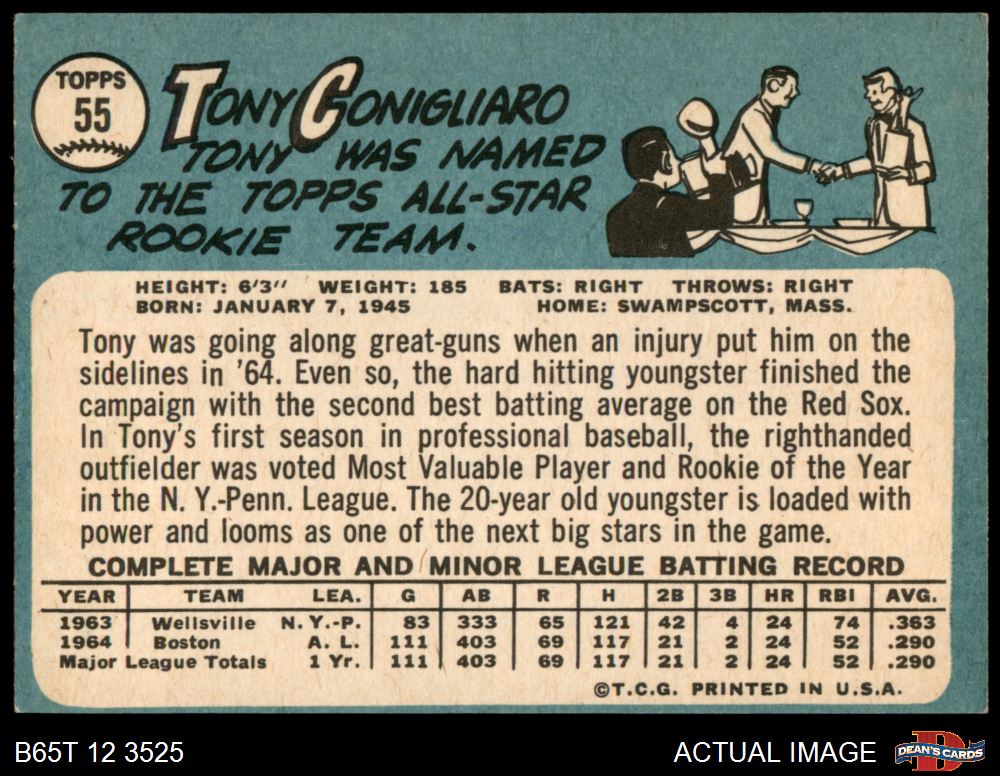 TOPPS
55
TONY CONIGLIARO
TONY WAS NAMED
TO THE TOPPS ALL-STAR
ROOKIE TEAM.
HEIGHT: 6'3" WEIGHT: 185 BATS: RIGHT THROWS: RIGHT
BORN: JANUARY 7, 1945 HOME: SWAMPSCOTT, MASS.
Tony was going along great-guns when an injury put him on the
sidelines in '64. Even so, the hard hitting youngster finished the
campaign with the second best batting average on the Red Sox.
In Tony's first season in professional baseball, the righthanded
outfielder was voted Most Valuable Player and Rookie of the Year
in the N. Y.-Penn. League. The 20-year old youngster is loaded with
power and looms as one of the next big stars in the game.
COMPLETE MAJOR AND MINOR LEAGUE BATTING RECORD
YEAR TEAM LEA. G AB R H 2B 3B HR RBI AVG.
1963 Wellsville N. Y.-P. 83 333 65 121 42 4 24 74 .363
1964 Boston A. L. 111 403 69 117 21 2 24 52 .290
Major League Totals 1 Yr. 111 403 69 117 21 2 24 52 .290
©T.C.G. PRINTED IN U.S.A.
B65T 12 3525 ACTUAL IMAGE D DEAN'S CARDS